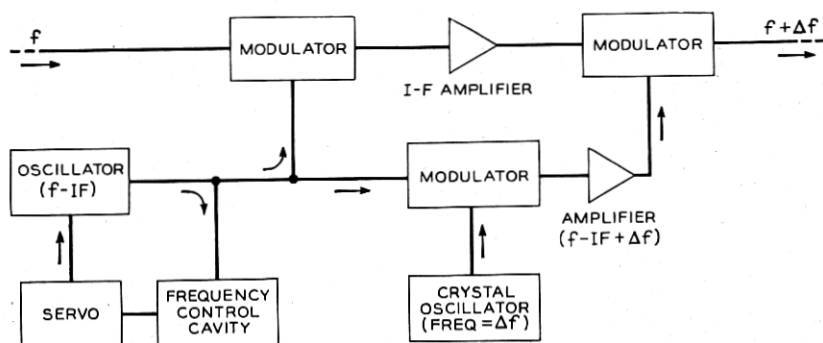 f
MODULATOR
I-F AMPLIFIER
MODULATOR
f+Δf
OSCILLATOR
(f-IF)
MODULATOR
AMPLIFIER
(f-IF+Δf)
SERVO
FREQUENCY
CONTROL
CAVITY
CRYSTAL
OSCILLATOR
(FREQ=Δf)